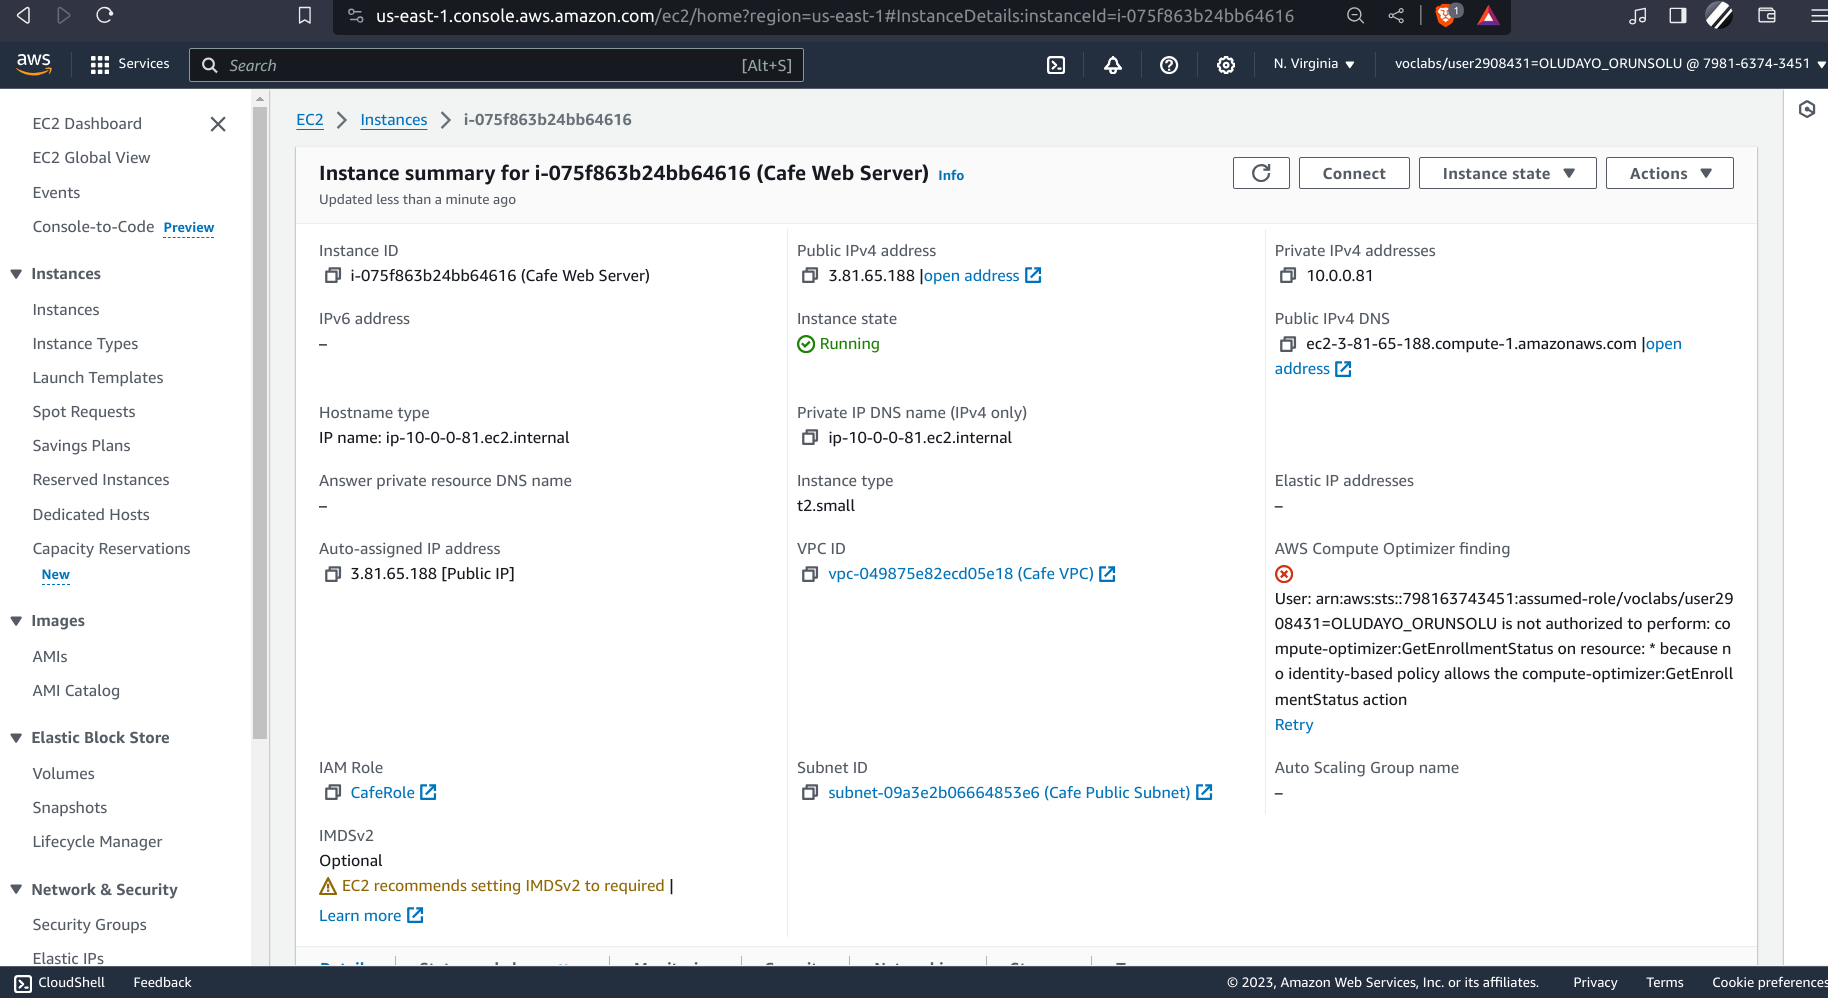 us-east-1.console.aws.amazon.com/ec2/home?region=us-east-1#InstanceDetails:instanceId=i-075f863b24bb64616
1
aws
Services
Search
[Alt+S]
N. Virginia
voclabs/user2908431=OLUDAYO_ORUNSOLU @ 7981-6374-3451
EC2 Dashboard
EC2 Global View
Events
Console-to-Code Preview
Instances
Instances
Instance Types
Launch Templates
Spot Requests
Savings Plans
Reserved Instances
Dedicated Hosts
Capacity Reservations
New
Images
AMIs
AMI Catalog
Elastic Block Store
Volumes
Snapshots
Lifecycle Manager
Network & Security
Security Groups
Elastic IPs
EC2
Instances
i-075f863b24bb64616
Instance summary for i-075f863b24bb64616 (Cafe Web Server) Info
Updated less than a minute ago
Connect
Instance state
Actions
Instance ID
i-075f863b24bb64616 (Cafe Web Server)
Public IPv4 address
3.81.65.188 |open address
Private IPv4 addresses
10.0.0.81
IPv6 address
–
Instance state
Running
Public IPv4 DNS
ec2-3-81-65-188.compute-1.amazonaws.com |open
address
Hostname type
IP name: ip-10-0-0-81.ec2.internal
Private IP DNS name (IPv4 only)
ip-10-0-0-81.ec2.internal
Answer private resource DNS name
–
Instance type
t2.small
Elastic IP addresses
–
Auto-assigned IP address
3.81.65.188 [Public IP]
VPC ID
vpc-049875e82ecd05e18 (Cafe VPC)
AWS Compute Optimizer finding
User: arn:aws:sts::798163743451:assumed-role/voclabs/user29
08431=OLUDAYO_ORUNSOLU is not authorized to perform: co
mpute-optimizer:GetEnrollmentStatus on resource: * because n
o identity-based policy allows the compute-optimizer:GetEnroll
mentStatus action
Retry
IAM Role
CafeRole
Subnet ID
subnet-09a3e2b06664853e6 (Cafe Public Subnet)
Auto Scaling Group name
–
IMDSv2
Optional
EC2 recommends setting IMDSv2 to required |
Learn more
CloudShell
Feedback
© 2023, Amazon Web Services, Inc. or its affiliates.
Privacy
Terms
Cookie preferences